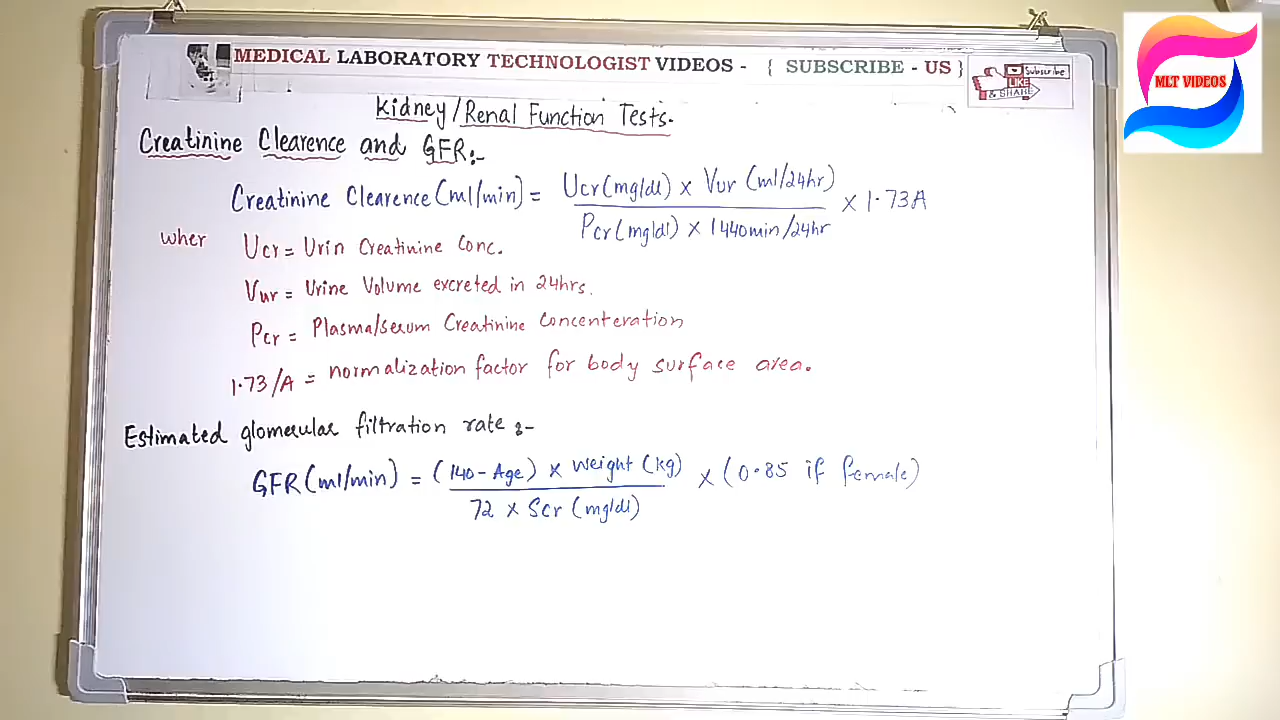 MEDICAL LABORATORY TECHNOLOGIST VIDEOS - { SUBSCRIBE - US }
Subscribe
LIKE
& SHARE
MLT VIDEOS
Kidney/Renal Function Tests.
Creatinine Clearence and GFR:-
Creatinine Clearence (ml/min) = Ucr(mg/dl) x Vur (ml/24hr) / Pcr(mg/dl) x 1440min/24hr x 1.73A
wher Ucr = Urin Creatinine Conc.
Vur = Urine Volume excreted in 24hrs.
Pcr = Plasma/serum Creatinine Concenteration
1.73/A = normalization factor for body surface area.
Estimated glomerular filtration rate :-
GFR(ml/min) = (140-Age) x Weight (kg) / 72 x Scr (mg/dl) x (0.85 if female)